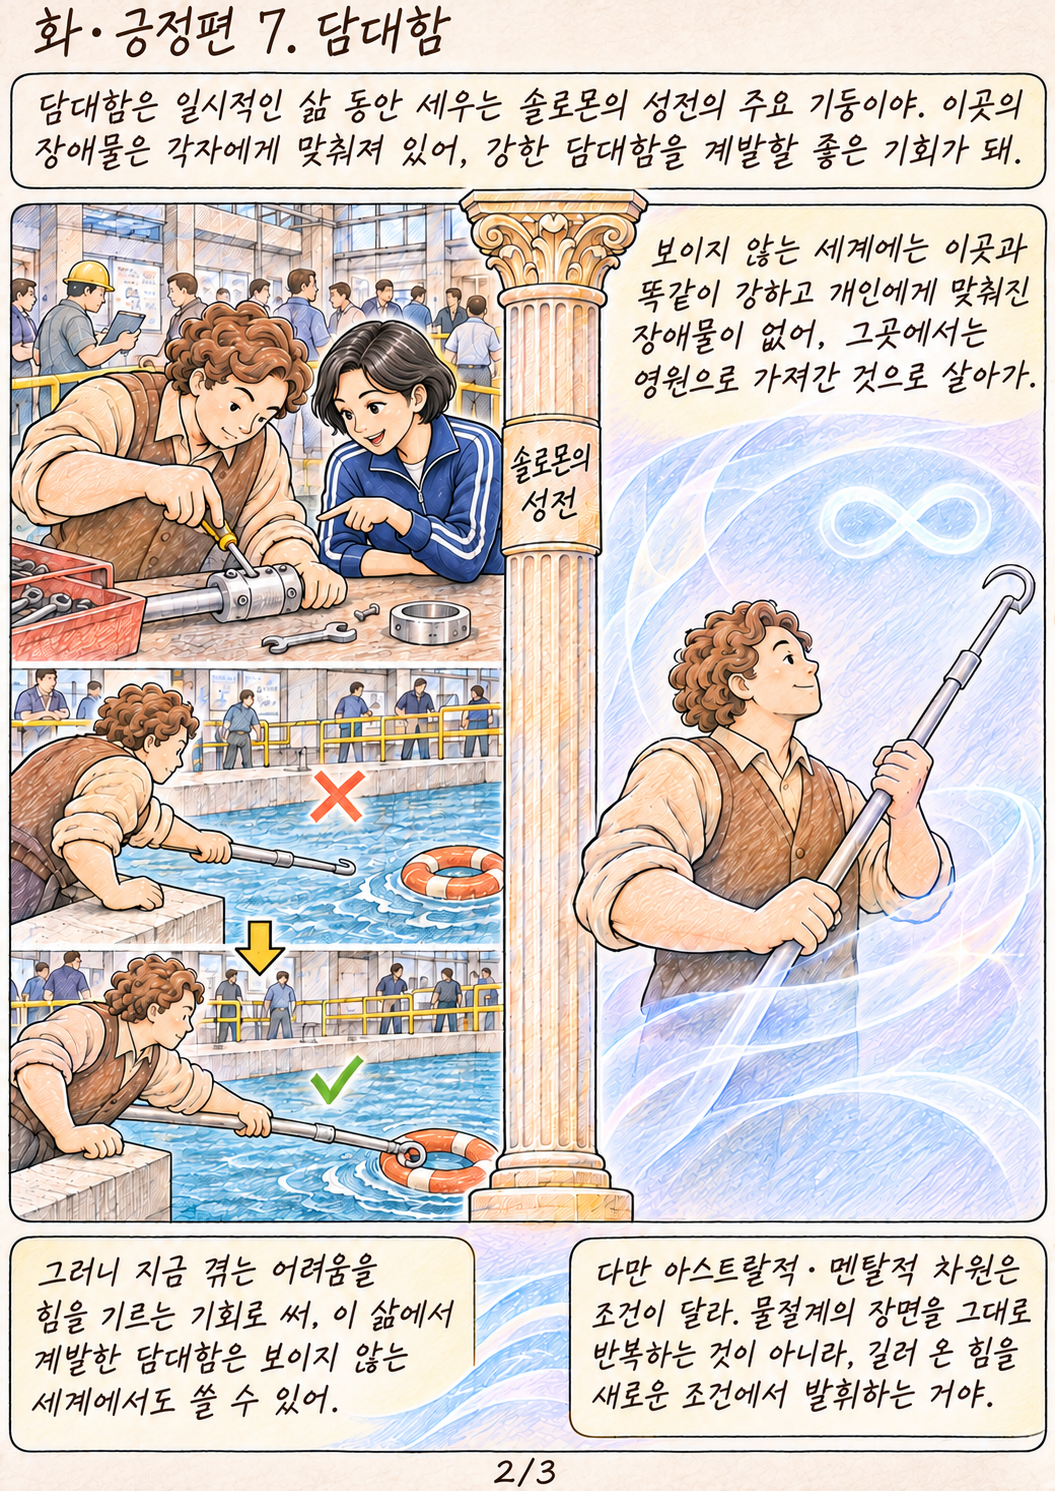 화·긍정편 7. 담대함
담대함은 일시적인 삶 동안 세우는 솔로몬의 성전의 주요 기둥이야. 이곳의
장애물은 각자에게 맞춰져 있어, 강한 담대함을 계발할 좋은 기회가 돼.
보이지 않는 세계에는 이곳과
똑같이 강하고 개인에게 맞춰진
장애물이 없어, 그곳에서는
영원으로 가져간 것으로 살아가.
솔로몬의
성전
그러니 지금 겪는 어려움을
힘을 기르는 기회로 써, 이 삶에서
계발한 담대함은 보이지 않는
세계에서도 쓸 수 있어.
다만 아스트랄적·멘탈적 차원은
조건이 달라. 물질계의 장면을 그대로
반복하는 것이 아니라, 길러 온 힘을
새로운 조건에서 발휘하는 거야.
2/3